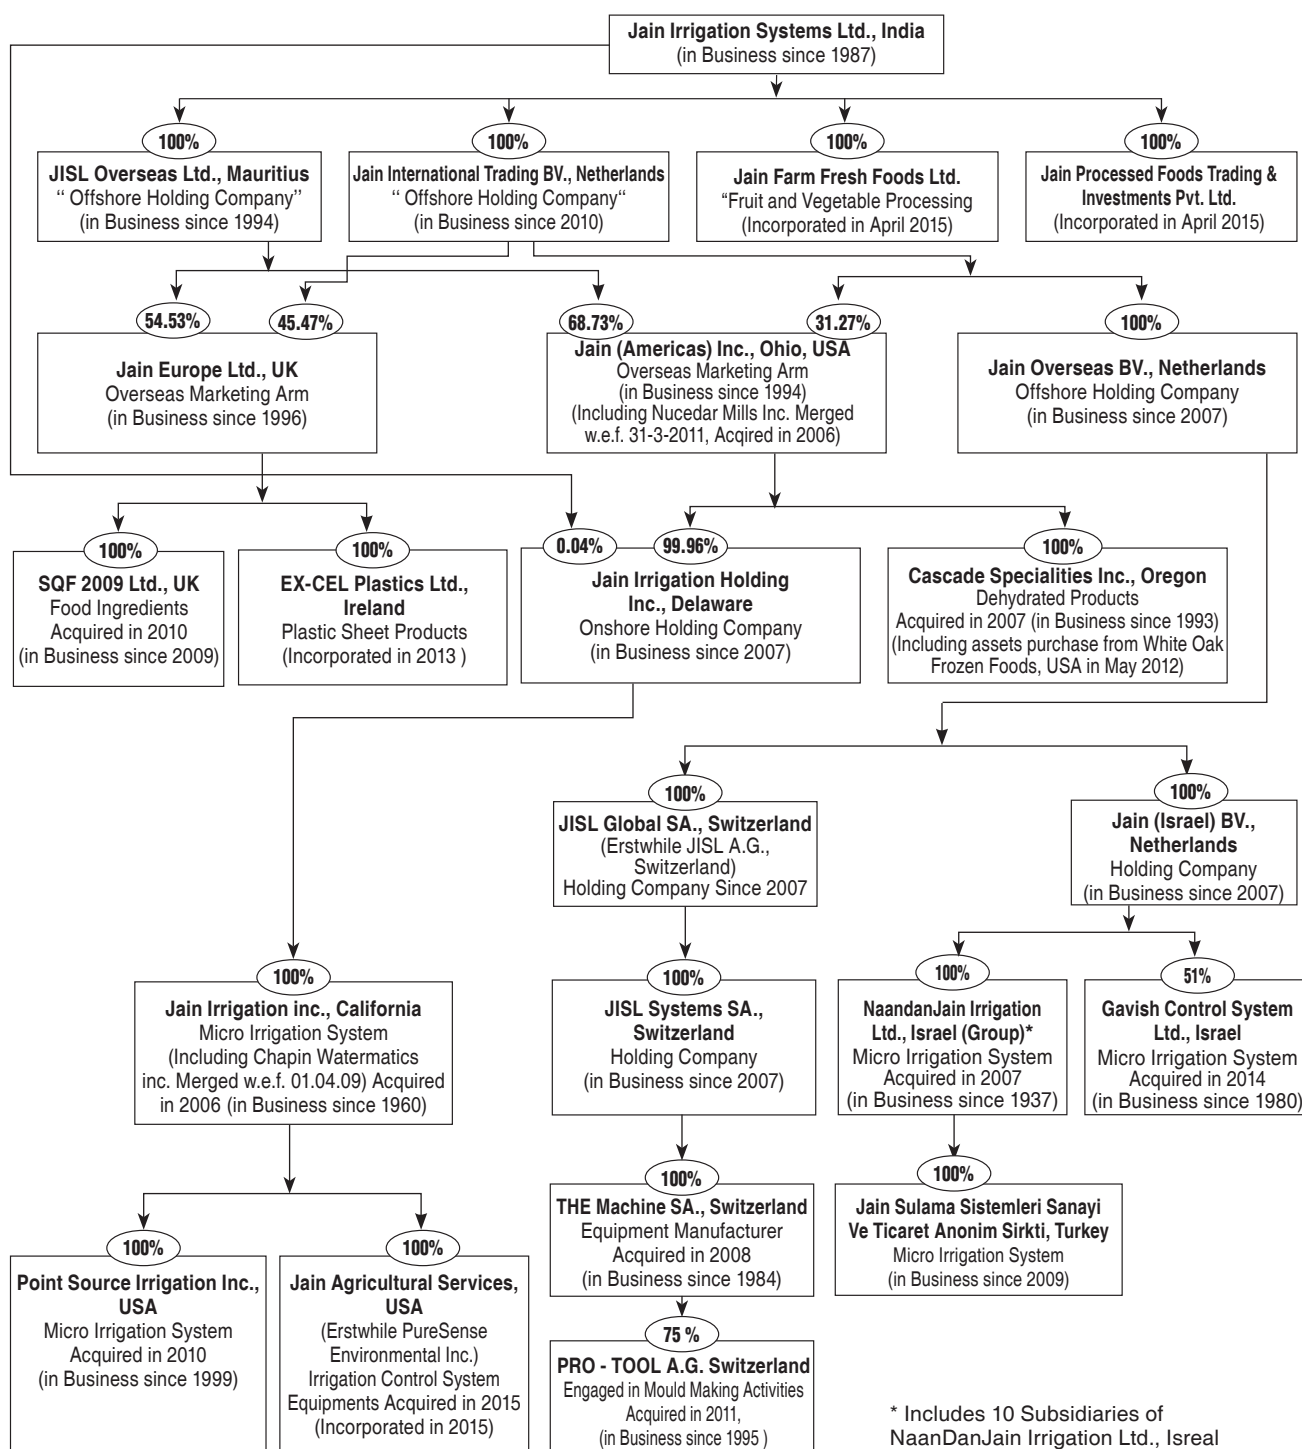 Jain Irrigation Systems Ltd., India
(in Business since 1987)
100%
JISL Overseas Ltd., Mauritius
“ Offshore Holding Company”
(in Business since 1994)
100%
Jain International Trading BV., Netherlands
“ Offshore Holding Company“
(in Business since 2010)
100%
Jain Farm Fresh Foods Ltd.
“Fruit and Vegetable Processing
(Incorporated in April 2015)
100%
Jain Processed Foods Trading &
Investments Pvt. Ltd.
(Incorporated in April 2015)
54.53%
45.47%
Jain Europe Ltd., UK
Overseas Marketing Arm
(in Business since 1996)
68.73%
31.27%
Jain (Americas) Inc., Ohio, USA
Overseas Marketing Arm
(in Business since 1994)
(Including Nucedar Mills Inc. Merged
w.e.f. 31-3-2011, Acqired in 2006)
100%
Jain Overseas BV., Netherlands
Offshore Holding Company
(in Business since 2007)
100%
SQF 2009 Ltd., UK
Food Ingredients
Acquired in 2010
(in Business since 2009)
100%
EX-CEL Plastics Ltd.,
Ireland
Plastic Sheet Products
(Incorporated in 2013 )
0.04%
99.96%
Jain Irrigation Holding
Inc., Delaware
Onshore Holding Company
(in Business since 2007)
100%
Cascade Specialities Inc., Oregon
Dehydrated Products
Acquired in 2007 (in Business since 1993)
(Including assets purchase from White Oak
Frozen Foods, USA in May 2012)
100%
JISL Global SA., Switzerland
(Erstwhile JISL A.G.,
Switzerland)
Holding Company Since 2007
100%
Jain (Israel) BV.,
Netherlands
Holding Company
(in Business since 2007)
100%
Jain Irrigation inc., California
Micro Irrigation System
(Including Chapin Watermatics
inc. Merged w.e.f. 01.04.09) Acquired
in 2006 (in Business since 1960)
100%
JISL Systems SA.,
Switzerland
Holding Company
(in Business since 2007)
100%
NaandanJain Irrigation
Ltd., Israel (Group)*
Micro Irrigation System
Acquired in 2007
(in Business since 1937)
51%
Gavish Control System
Ltd., Israel
Micro Irrigation System
Acquired in 2014
(in Business since 1980)
100%
THE Machine SA., Switzerland
Equipment Manufacturer
Acquired in 2008
(in Business since 1984)
100%
Jain Sulama Sistemleri Sanayi
Ve Ticaret Anonim Sirkti, Turkey
Micro Irrigation System
(in Business since 2009)
100%
Point Source Irrigation Inc.,
USA
Micro Irrigation System
Acquired in 2010
(in Business since 1999)
100%
Jain Agricultural Services,
USA
(Erstwhile PureSense
Environmental Inc.)
Irrigation Control System
Equipments Acquired in 2015
(Incorporated in 2015)
75 %
PRO - TOOL A.G. Switzerland
Engaged in Mould Making Activities
Acquired in 2011,
(in Business since 1995 )
* Includes 10 Subsidiaries of
NaanDanJain Irrigation Ltd., Isreal